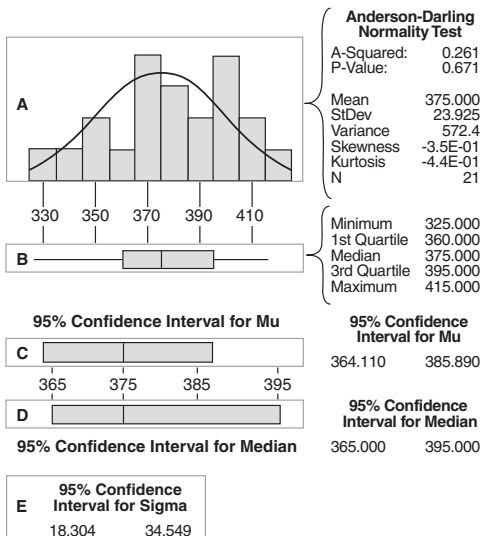 Anderson-Darling
Normality Test
A-Squared: 0.261
P-Value: 0.671
A
Mean 375.000
StDev 23.925
Variance 572.4
Skewness -3.5E-01
Kurtosis -4.4E-01
N 21
330 350 370 390 410
B
Minimum 325.000
1st Quartile 360.000
Median 375.000
3rd Quartile 395.000
Maximum 415.000
95% Confidence Interval for Mu
C
365 375 385 395
D
95% Confidence Interval for Median
95% Confidence
Interval for Mu
364.110 385.890
95% Confidence
Interval for Median
365.000 395.000
E
95% Confidence
Interval for Sigma
18.304 34.549